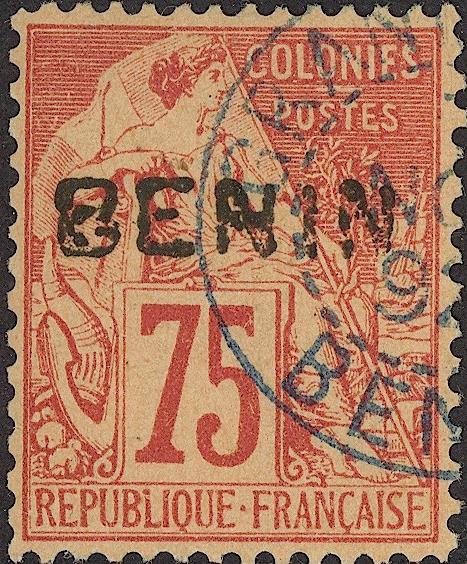 COLONIES
POSTES
BENIN
75
REPUBLIQUE·FRANÇAISE